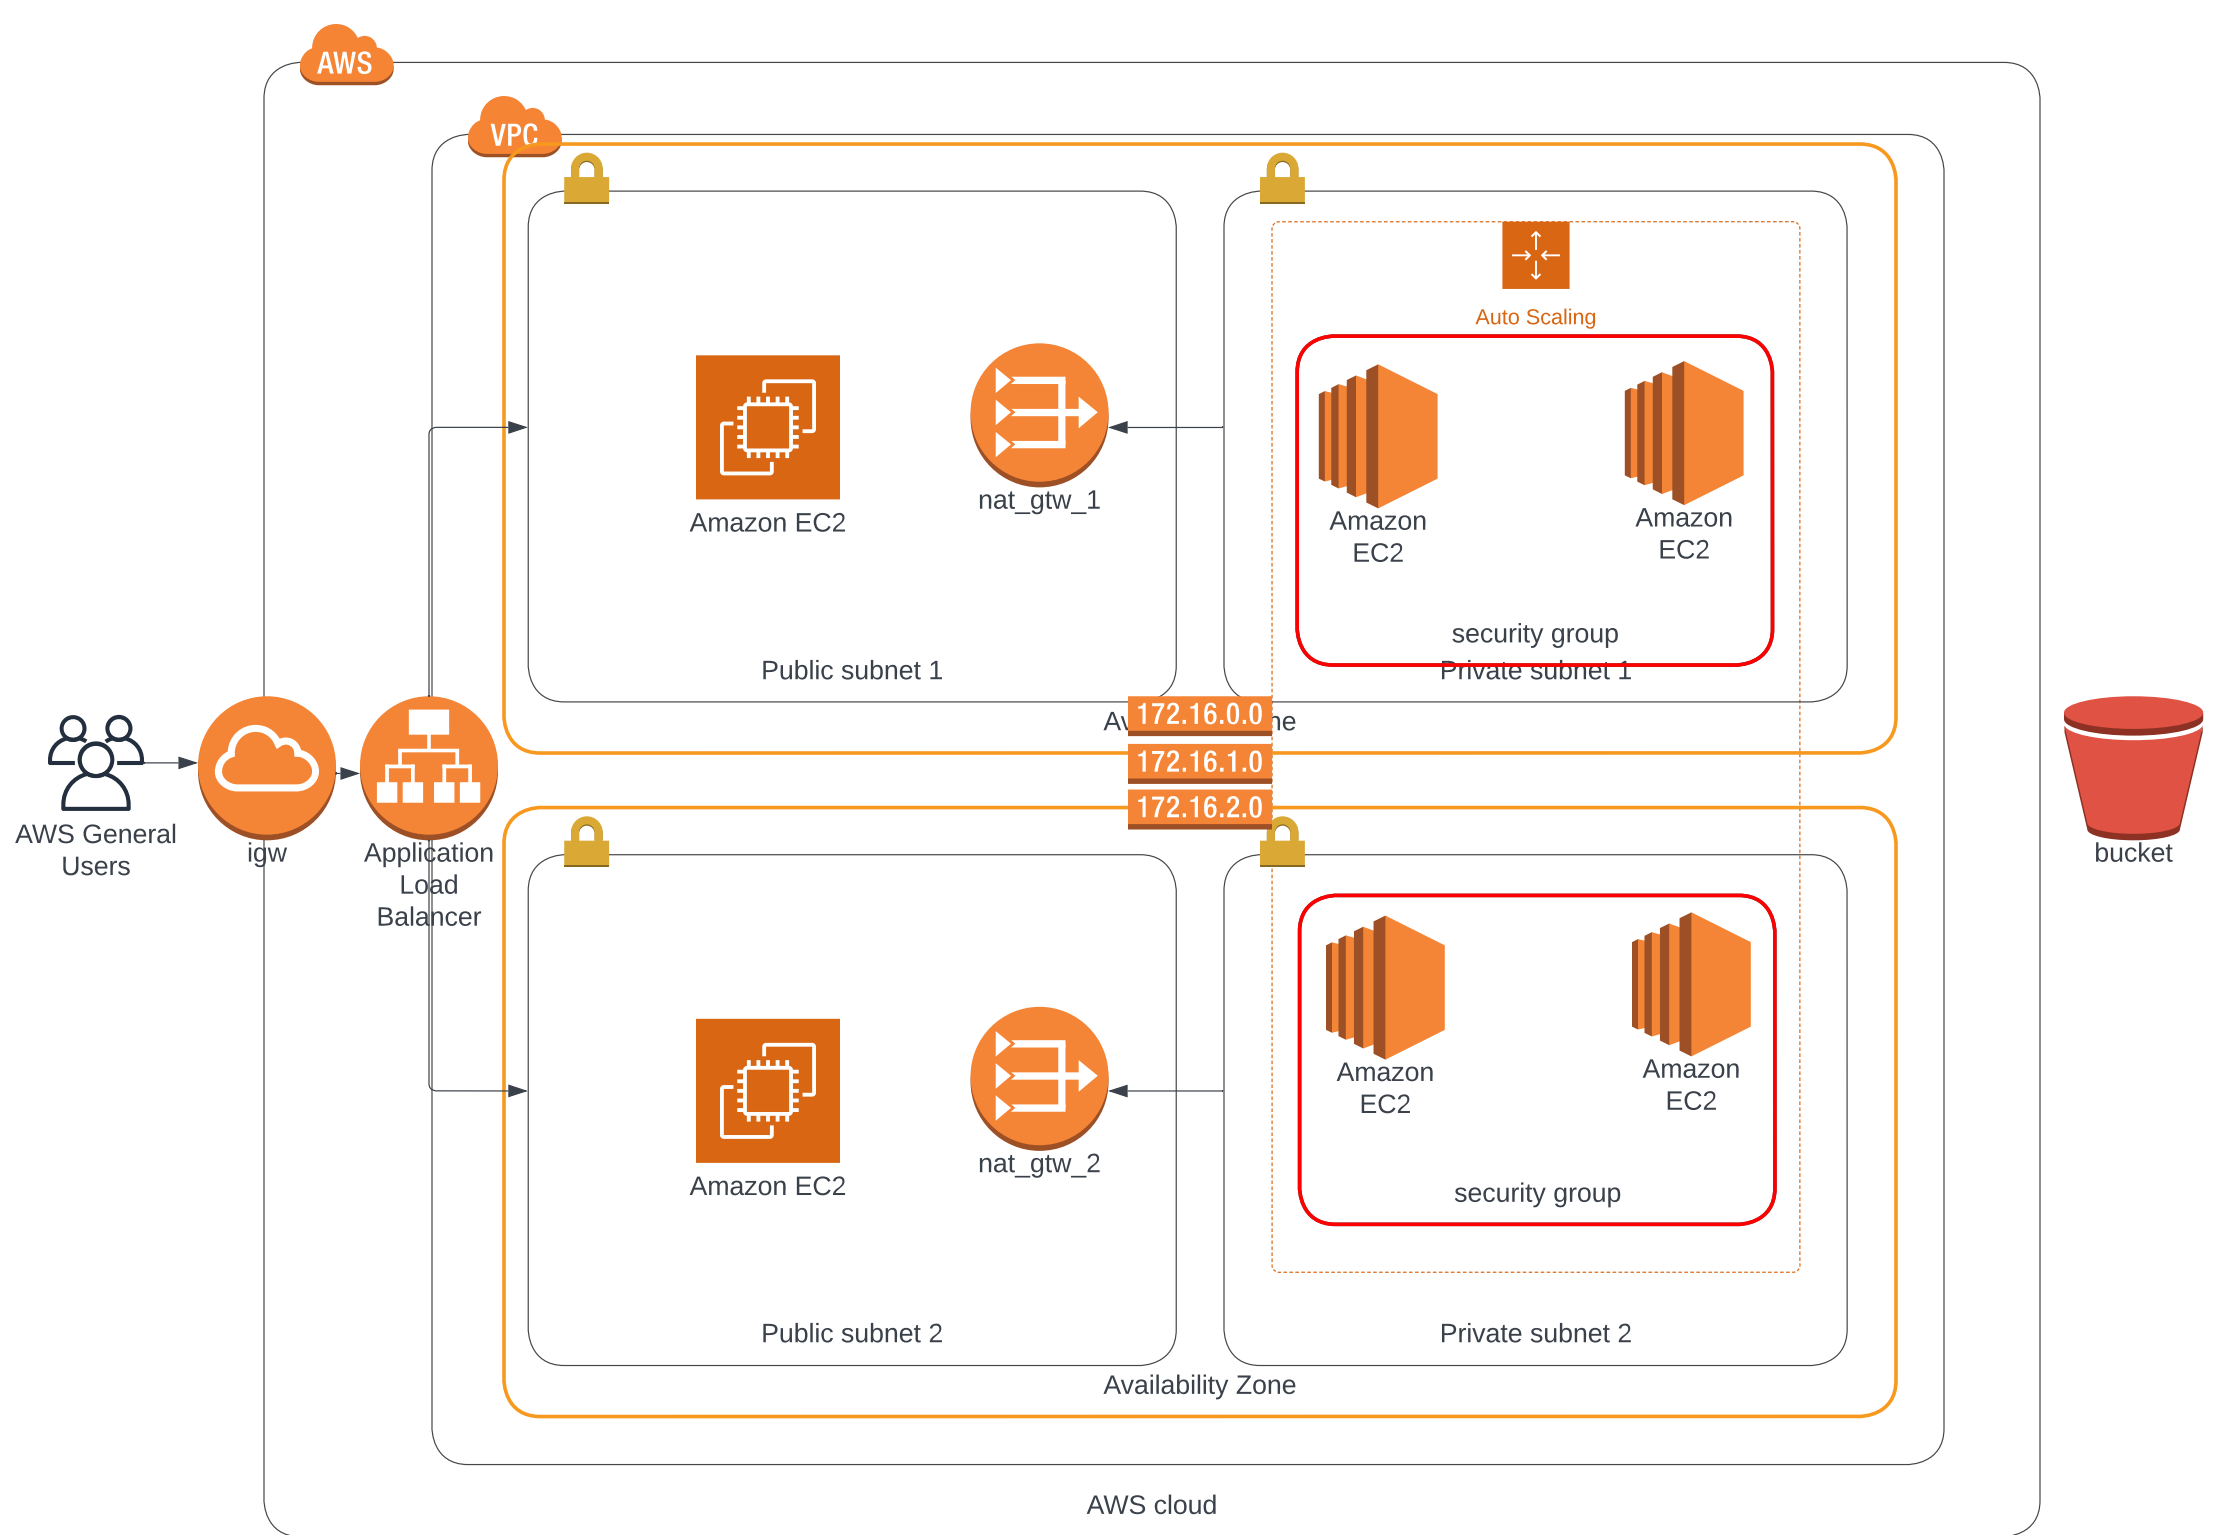 AWS
VPC
Auto Scaling
Amazon EC2
nat_gtw_1
Amazon
EC2
Amazon
EC2
security group
Public subnet 1
Private subnet 1
172.16.0.0
172.16.1.0
172.16.2.0
AWS General
Users
igw
Application
Load
Balancer
bucket
Amazon EC2
nat_gtw_2
Amazon
EC2
Amazon
EC2
security group
Public subnet 2
Private subnet 2
Availability Zone
AWS cloud